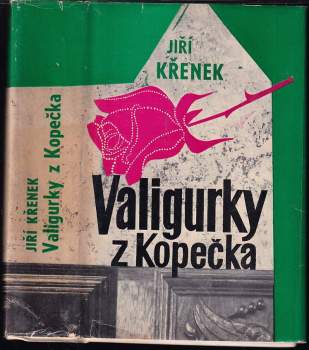 JIŘÍ
KŘENEK
Valigurky
z Kopečka
JIŘÍ KŘENEK
Valigurky z Kopečka